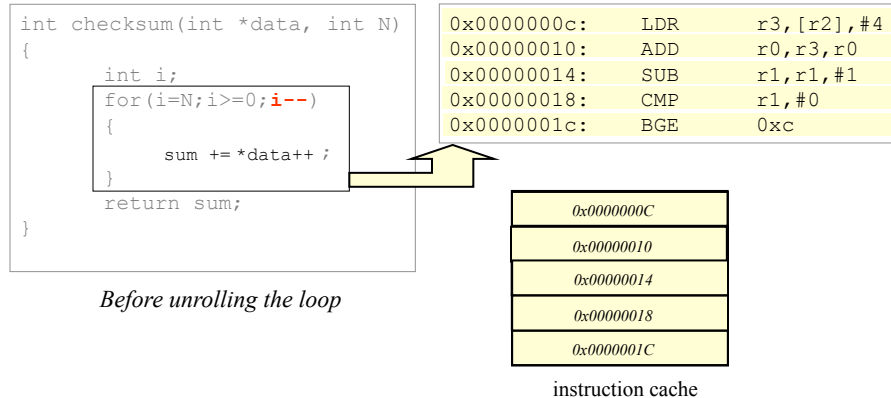 int checksum(int *data, int N)
{
int i;
for(i=N;i>=0;i--)
{
sum += *data++ ;
}
return sum;
}
Before unrolling the loop
0x0000000c: LDR r3,[r2],#4
0x00000010: ADD r0,r3,r0
0x00000014: SUB r1,r1,#1
0x00000018: CMP r1,#0
0x0000001c: BGE 0xc
0x0000000C
0x00000010
0x00000014
0x00000018
0x0000001C
instruction cache